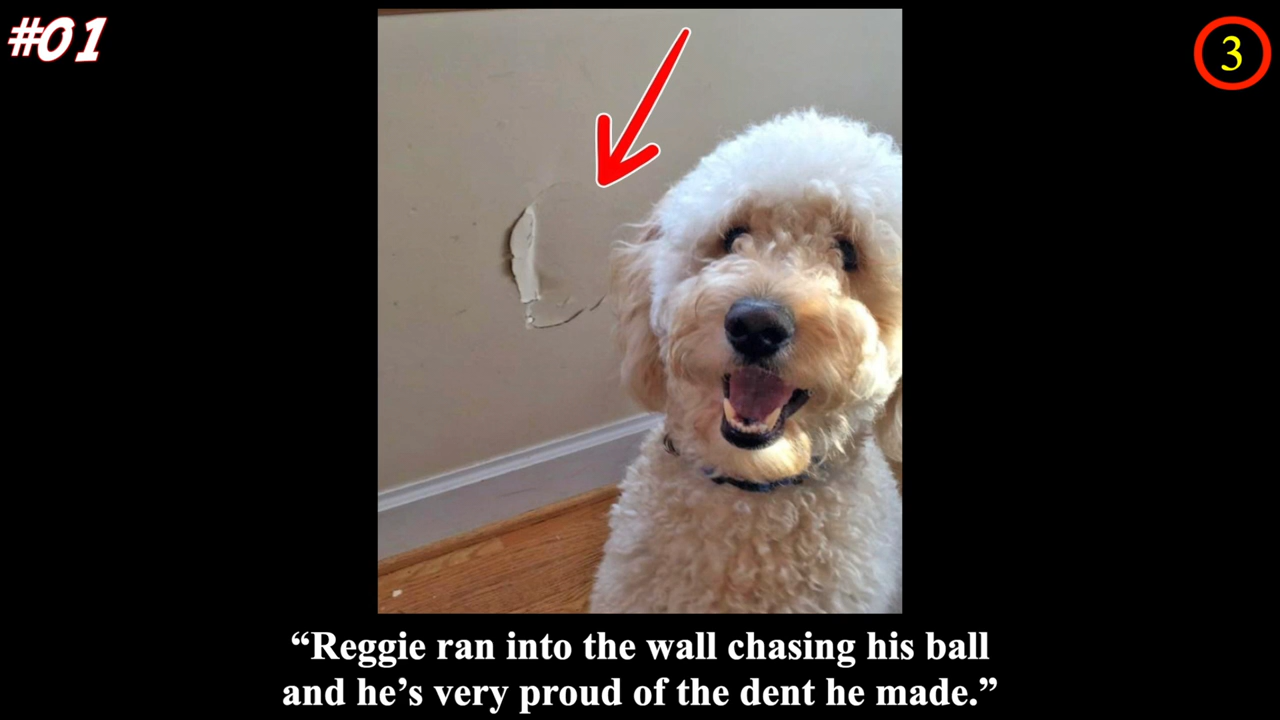 #01
3
“Reggie ran into the wall chasing his ball
and he’s very proud of the dent he made.”